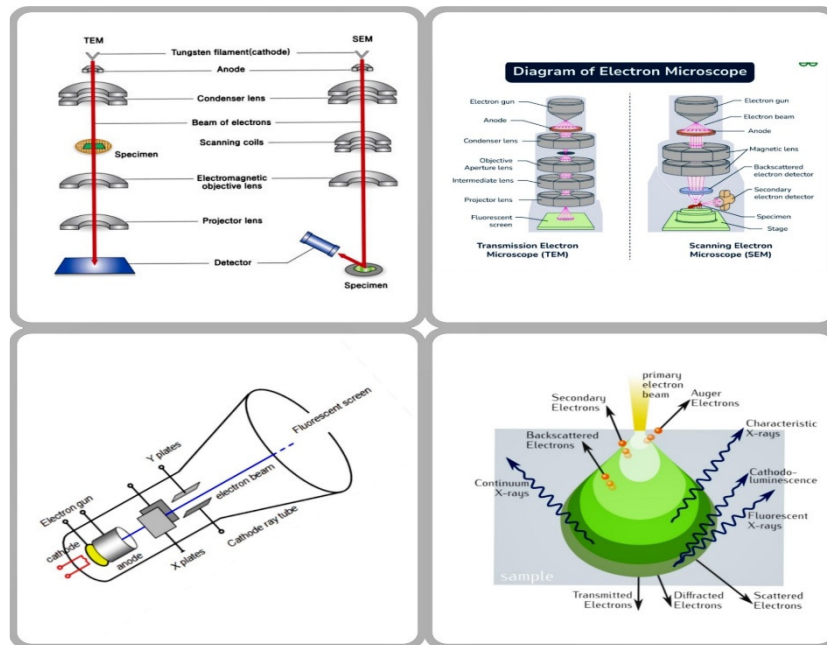 TEM
SEM
Tungsten filament(cathode)
Anode
Condenser lens
Beam of electrons
Scanning coils
Specimen
Electromagnetic
objective lens
Projector lens
Detector
Specimen
Diagram of Electron Microscope
Electron gun
Anode
Condenser lens
Objective
Aperture lens
Intermediate lens
Projector lens
Fluorescent
screen
Transmission Electron
Microscope (TEM)
Electron gun
Electron beam
Anode
Magnetic lens
Backscattered
electron detector
Secondary
electron detector
Specimen
Stage
Scanning Electron
Microscope (SEM)
Fluorescent screen
Y plates
electron beam
Electron gun
cathode
anode
X plates
Cathode ray tube
primary
electron
beam
Secondary
Electrons
Auger
Electrons
Backscattered
Electrons
Characteristic
X-rays
Continuum
X-rays
Cathodo-
luminescence
Fluorescent
X-rays
sample
Transmitted
Electrons
Diffracted
Electrons
Scattered
Electrons